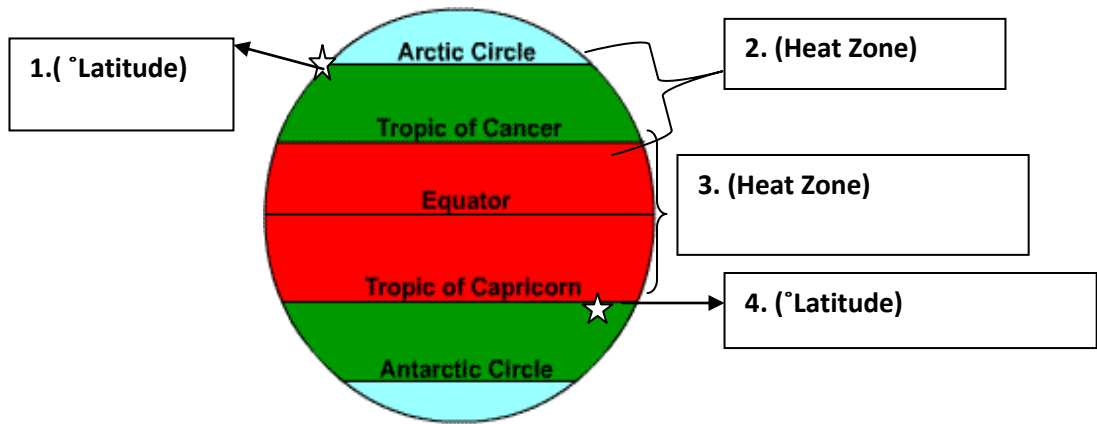 1.( ˚Latitude)
Arctic Circle
2. (Heat Zone)
Tropic of Cancer
3. (Heat Zone)
Equator
Tropic of Capricorn
4. (˚Latitude)
Antarctic Circle